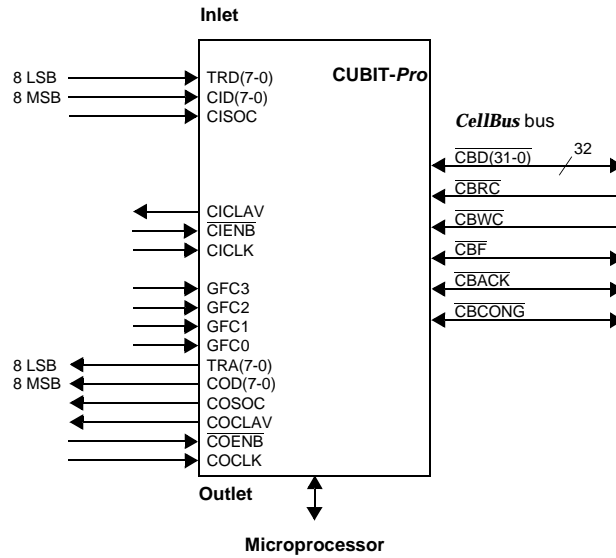 Inlet
CUBIT-Pro
8 LSB TRD(7-0)
8 MSB CID(7-0)
CISOC
CellBus bus
CBD(31-0) 32
CBRC
CICLAV
CBWC
CIENB
CICLK
CBF
CBACK
GFC3
GFC2
CBCONG
GFC1
GFC0
8 LSB TRA(7-0)
8 MSB COD(7-0)
COSOC
COCLAV
COENB
COCLK
Outlet
Microprocessor